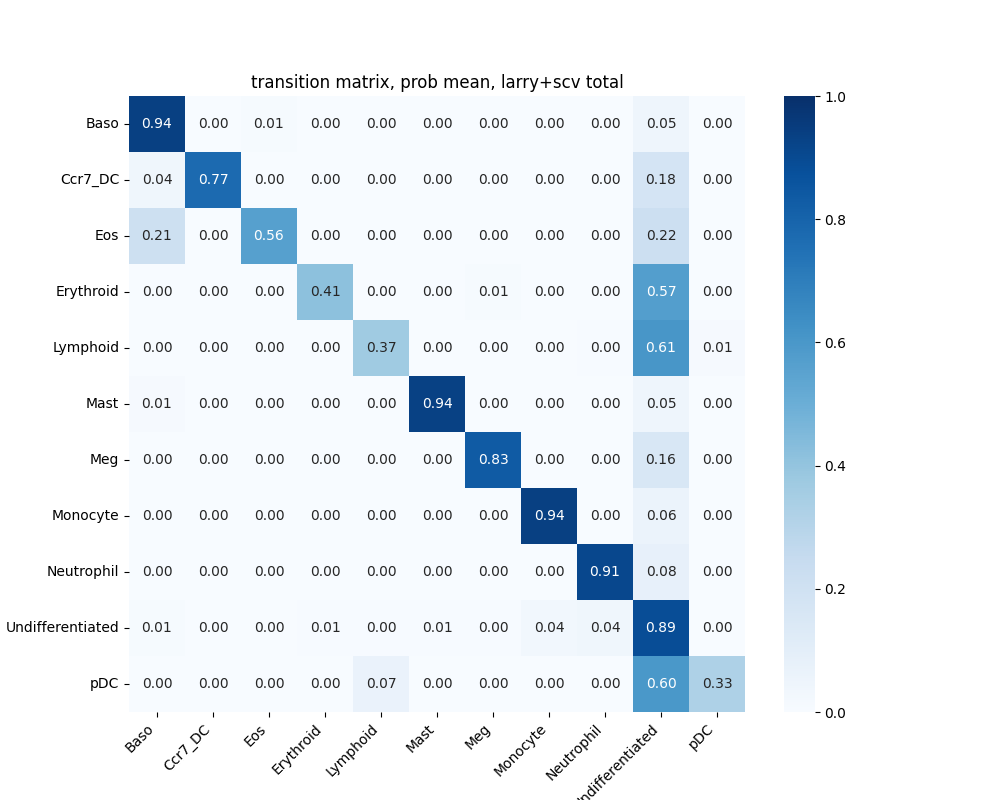 transition matrix, prob mean, larry+scv total
Baso 0.94 0.00 0.01 0.00 0.00 0.00 0.00 0.00 0.00 0.05 0.00
Ccr7_DC 0.04 0.77 0.00 0.00 0.00 0.00 0.00 0.00 0.00 0.18 0.00
Eos 0.21 0.00 0.56 0.00 0.00 0.00 0.00 0.00 0.00 0.22 0.00
Erythroid 0.00 0.00 0.00 0.41 0.00 0.00 0.01 0.00 0.00 0.57 0.00
Lymphoid 0.00 0.00 0.00 0.00 0.37 0.00 0.00 0.00 0.00 0.61 0.01
Mast 0.01 0.00 0.00 0.00 0.00 0.94 0.00 0.00 0.00 0.05 0.00
Meg 0.00 0.00 0.00 0.00 0.00 0.00 0.83 0.00 0.00 0.16 0.00
Monocyte 0.00 0.00 0.00 0.00 0.00 0.00 0.00 0.94 0.00 0.06 0.00
Neutrophil 0.00 0.00 0.00 0.00 0.00 0.00 0.00 0.00 0.91 0.08 0.00
Undifferentiated 0.01 0.00 0.00 0.01 0.00 0.01 0.00 0.04 0.04 0.89 0.00
pDC 0.00 0.00 0.00 0.00 0.07 0.00 0.00 0.00 0.00 0.60 0.33
Baso Ccr7_DC Eos Erythroid Lymphoid Mast Meg Monocyte Neutrophil ndifferentiated pDC
1.0
0.8
0.6
0.4
0.2
0.0